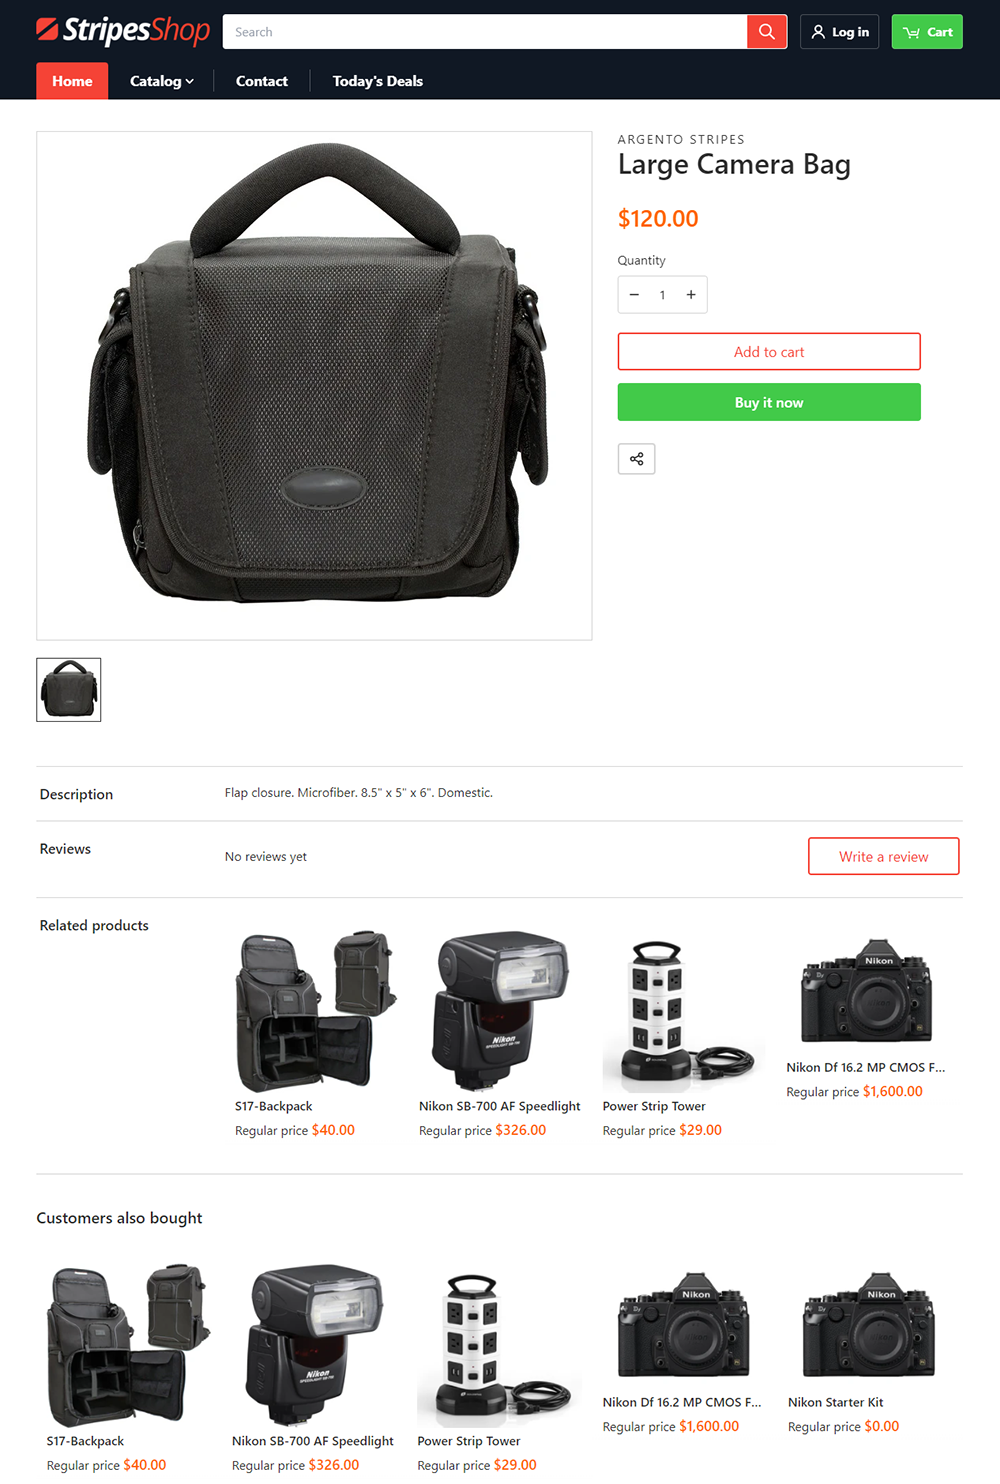 StripesShop
Search
Log in
Cart
Home
Catalog
Contact
Today's Deals
ARGENTO STRIPES
Large Camera Bag
$120.00
Quantity
− 1 +
Add to cart
Buy it now
Description
Flap closure. Microfiber. 8.5" x 5" x 6". Domestic.
Reviews
No reviews yet
Write a review
Related products
Nikon
Nikon
S17-Backpack
Regular price $40.00
Nikon SB-700 AF Speedlight
Regular price $326.00
Power Strip Tower
Regular price $29.00
Nikon Df 16.2 MP CMOS F...
Regular price $1,600.00
Customers also bought
Nikon
Nikon
Nikon
S17-Backpack
Regular price $40.00
Nikon SB-700 AF Speedlight
Regular price $326.00
Power Strip Tower
Regular price $29.00
Nikon Df 16.2 MP CMOS F...
Regular price $1,600.00
Nikon Starter Kit
Regular price $0.00